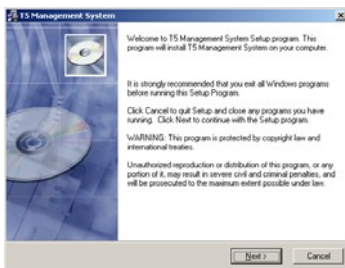 T5 Management System
Welcome to T5 Management System Setup program. This
program will install T5 Management System on your computer.
It is strongly recommended that you exit all Windows programs
before running this Setup Program.
Click Cancel to quit Setup and close any programs you have
running. Click Next to continue with the Setup program.
WARNING: This program is protected by copyright law and
international treaties.
Unauthorized reproduction or distribution of this program, or any
portion of it, may result in severe civil and criminal penalties, and
will be prosecuted to the maximum extent possible under law.
Next >
Cancel